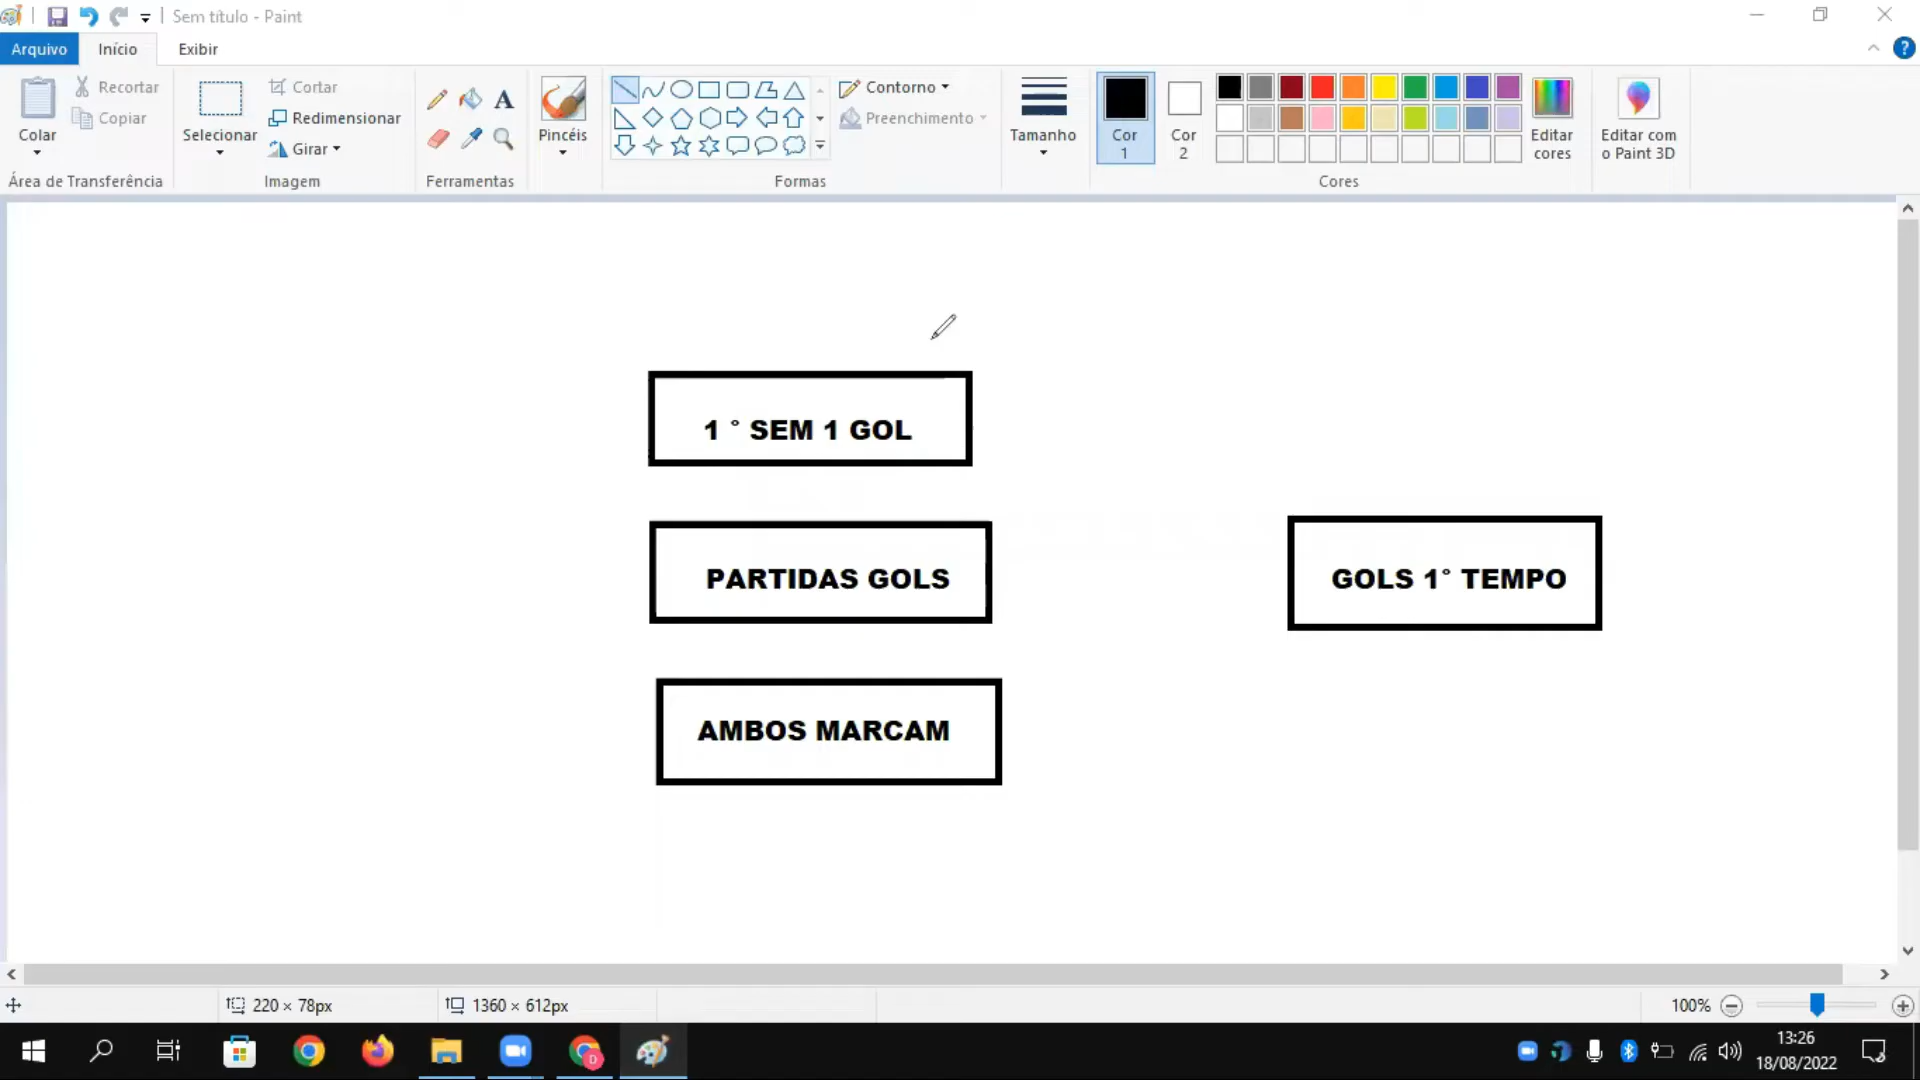 Sem título - Paint
Arquivo Início Exibir
Colar
Recortar
Copiar
Área de Transferência
Selecionar
Cortar
Redimensionar
Girar
Imagem
A
Ferramentas
Pincéis
Contorno
Preenchimento
Formas
Tamanho
Cor
1
Cor
2
Cores
Editar
cores
Editar com
o Paint 3D
?
1 ° SEM 1 GOL
PARTIDAS GOLS
GOLS 1° TEMPO
AMBOS MARCAM
220 × 78px 1360 × 612px 100%
D
13:26
18/08/2022